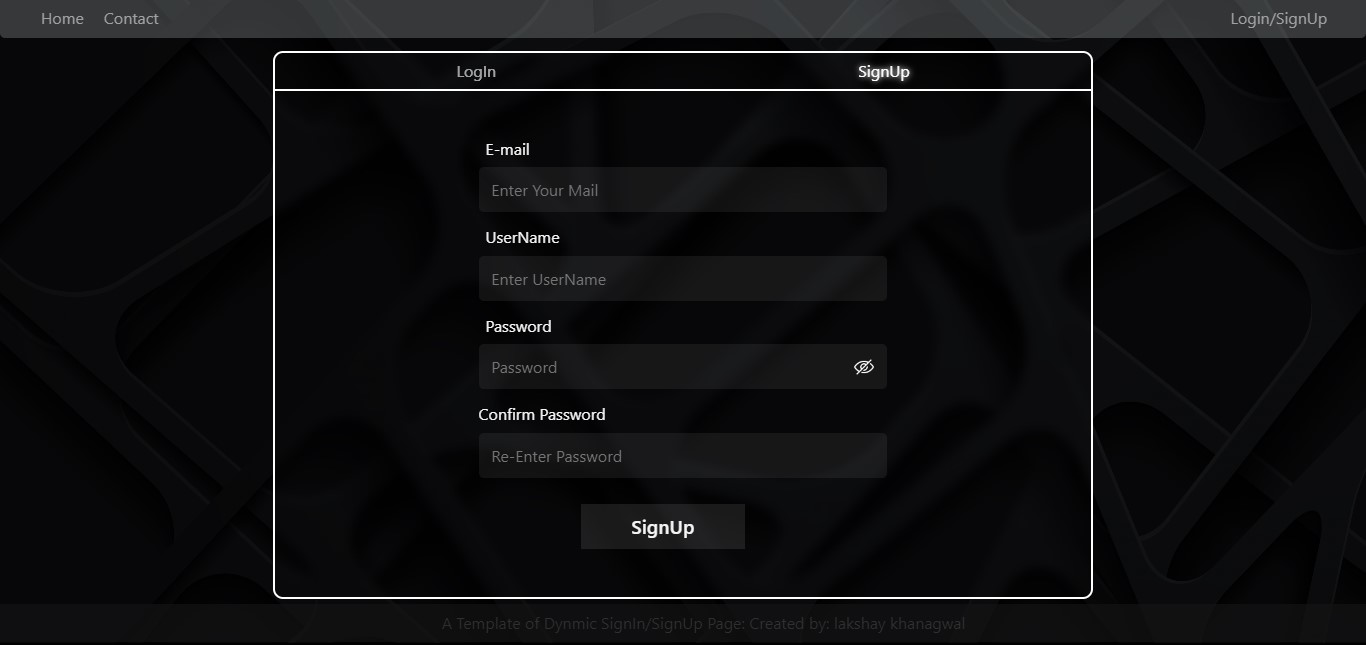 Home Contact Login/SignUp
LogIn SignUp
E-mail
Enter Your Mail
UserName
Enter UserName
Password
Password
Confirm Password
Re-Enter Password
SignUp
A Template of Dynmic SignIn/SignUp Page: Created by: lakshay khanagwal